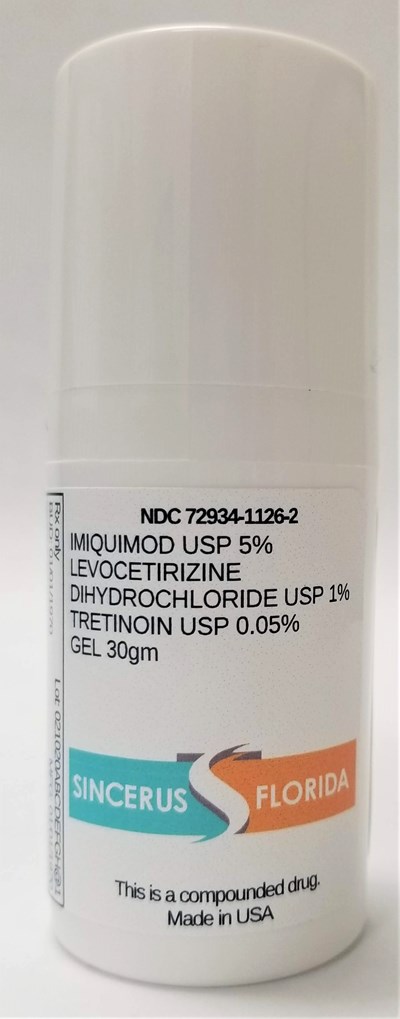 NDC 72934-1126-2
IMIQUIMOD USP 5%
LEVOCETIRIZINE
DIHYDROCHLORIDE USP 1%
TRETINOIN USP 0.05%
GEL 30gm
SINCERUS FLORIDA
This is a compounded drug.
Made in USA
Rx only